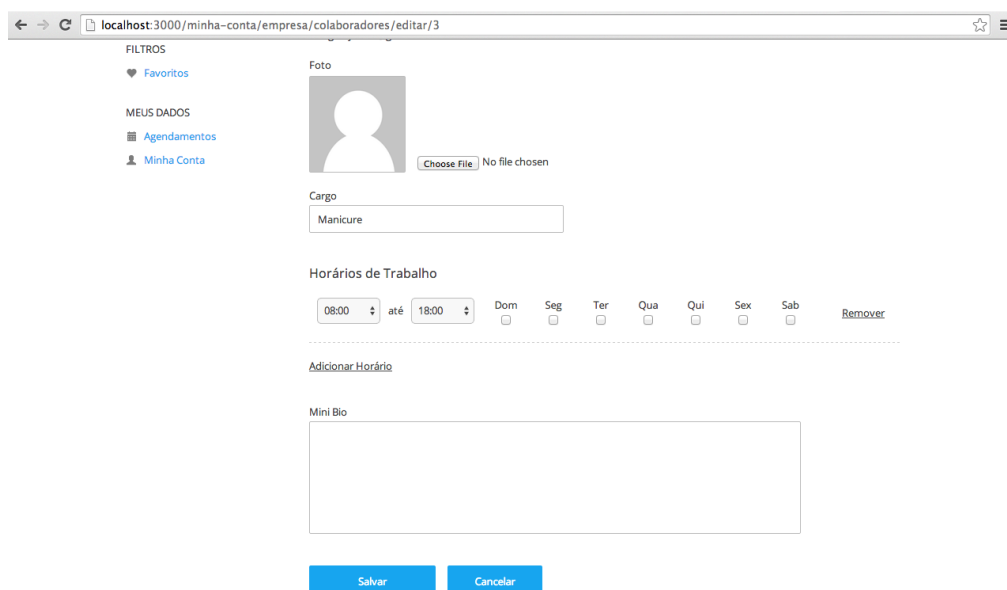 localhost:3000/minha-conta/empresa/colaboradores/editar/3
FILTROS
Favoritos
MEUS DADOS
Agendamentos
Minha Conta
Foto
Choose File No file chosen
Cargo
Manicure
Horários de Trabalho
08:00 até 18:00 Dom Seg Ter Qua Qui Sex Sab Remover
Adicionar Horário
Mini Bio
Salvar Cancelar